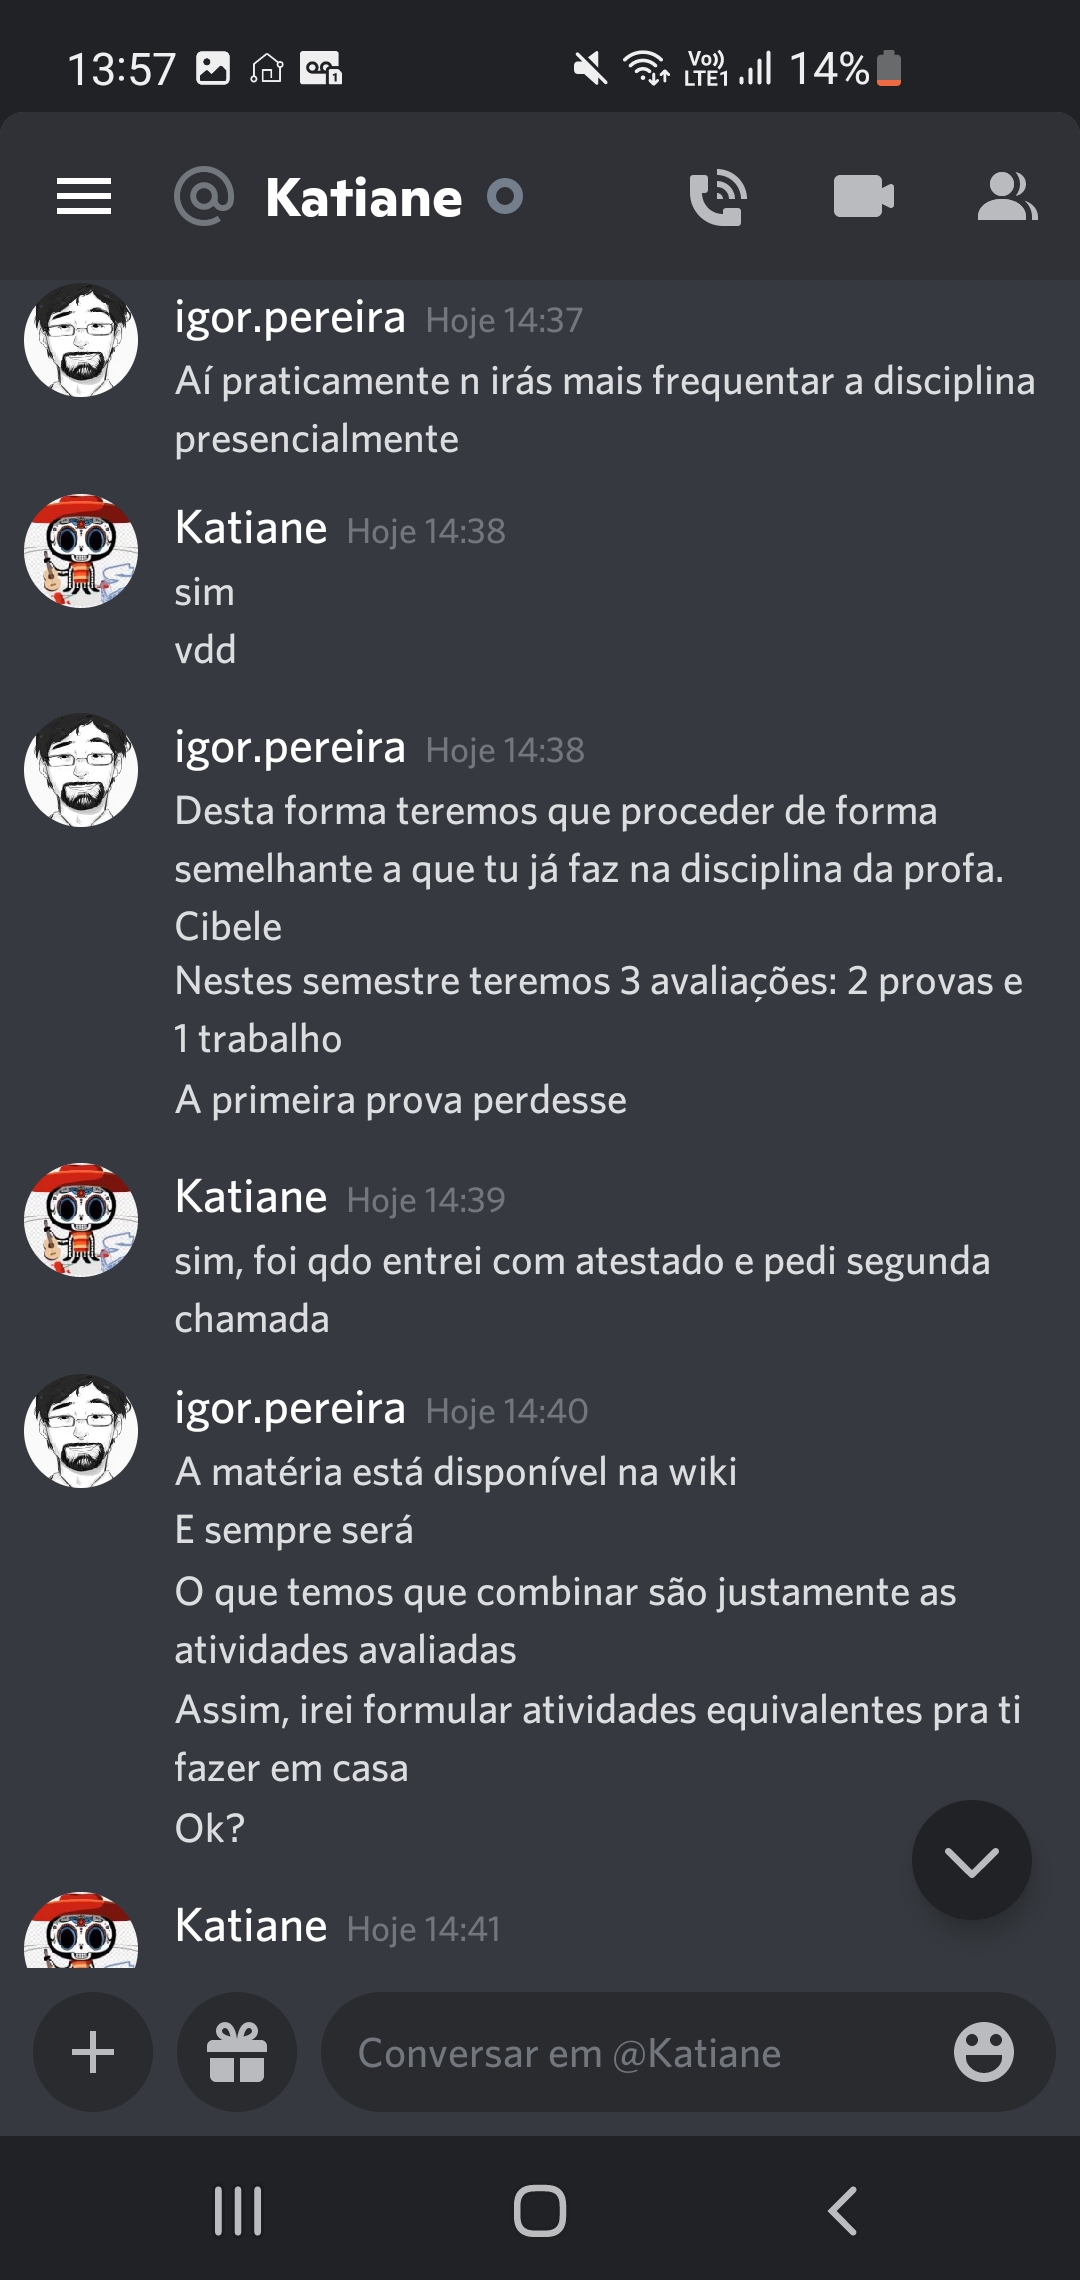 13:57
Vo))
LTE1
14%
Katiane
igor.pereira Hoje 14:37
Aí praticamente n irás mais frequentar a disciplina
presencialmente
Katiane Hoje 14:38
sim
vdd
igor.pereira Hoje 14:38
Desta forma teremos que proceder de forma
semelhante a que tu já faz na disciplina da profa.
Cibele
Nestes semestre teremos 3 avaliações: 2 provas e
1 trabalho
A primeira prova perdesse
Katiane Hoje 14:39
sim, foi qdo entrei com atestado e pedi segunda
chamada
igor.pereira Hoje 14:40
A matéria está disponível na wiki
E sempre será
O que temos que combinar são justamente as
atividades avaliadas
Assim, irei formular atividades equivalentes pra ti
fazer em casa
Ok?
Katiane Hoje 14:41
Conversar em @Katiane